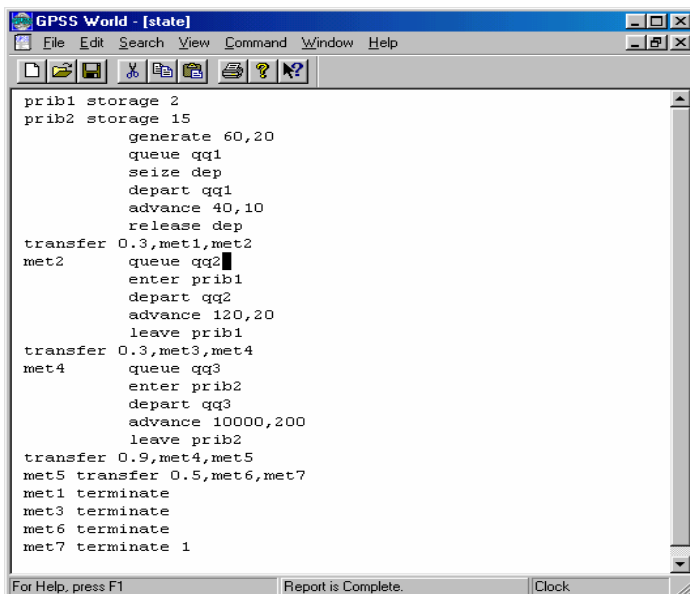 GPSS World - [state]
File Edit Search View Command Window Help
prib1 storage 2
prib2 storage 15
generate 60,20
queue qq1
seize dep
depart qq1
advance 40,10
release dep
transfer 0.3,met1,met2
met2 queue qq2
enter prib1
depart qq2
advance 120,20
leave prib1
transfer 0.3,met3,met4
met4 queue qq3
enter prib2
depart qq3
advance 10000,200
leave prib2
transfer 0.9,met4,met5
met5 transfer 0.5,met6,met7
met1 terminate
met3 terminate
met6 terminate
met7 terminate 1
For Help, press F1 Report is Complete. Clock